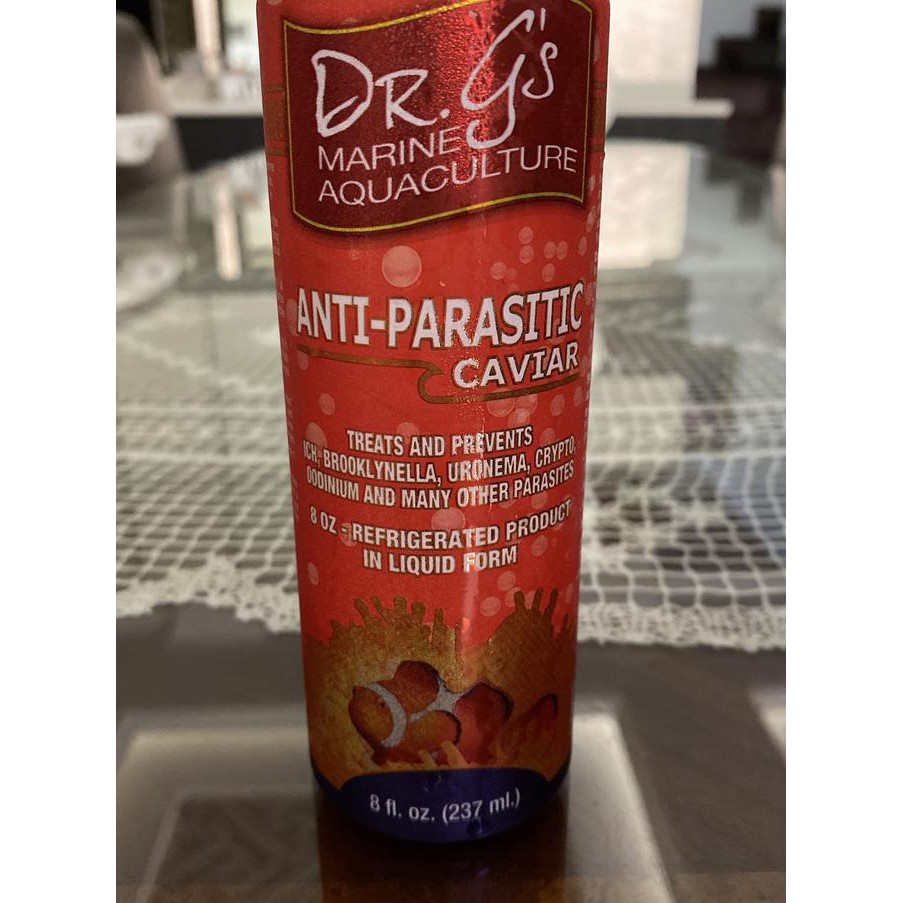 DR. G's
MARINE
AQUACULTURE
ANTI-PARASITIC
CAVIAR
TREATS AND PREVENTS
ICH, BROOKLYNELLA, URONEMA, CRYPTO,
OODINIUM AND MANY OTHER PARASITES
8 OZ - REFRIGERATED PRODUCT
IN LIQUID FORM
8 fl. oz. (237 ml.)